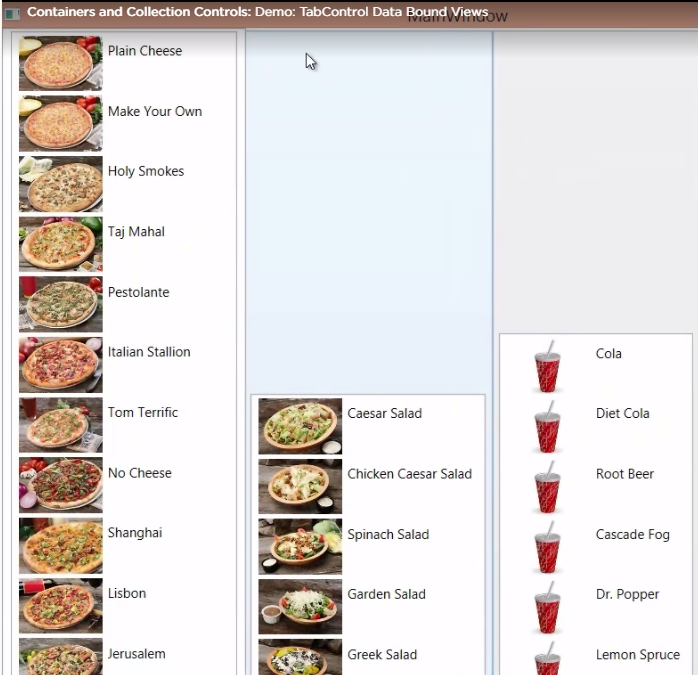 Containers and Collection Controls: Demo: TabControl Data Bound Views
MainWindow
Plain Cheese
Make Your Own
Holy Smokes
Taj Mahal
Pestolante
Italian Stallion
Tom Terrific
No Cheese
Shanghai
Lisbon
Jerusalem
Caesar Salad
Chicken Caesar Salad
Spinach Salad
Garden Salad
Greek Salad
Cola
Diet Cola
Root Beer
Cascade Fog
Dr. Popper
Lemon Spruce